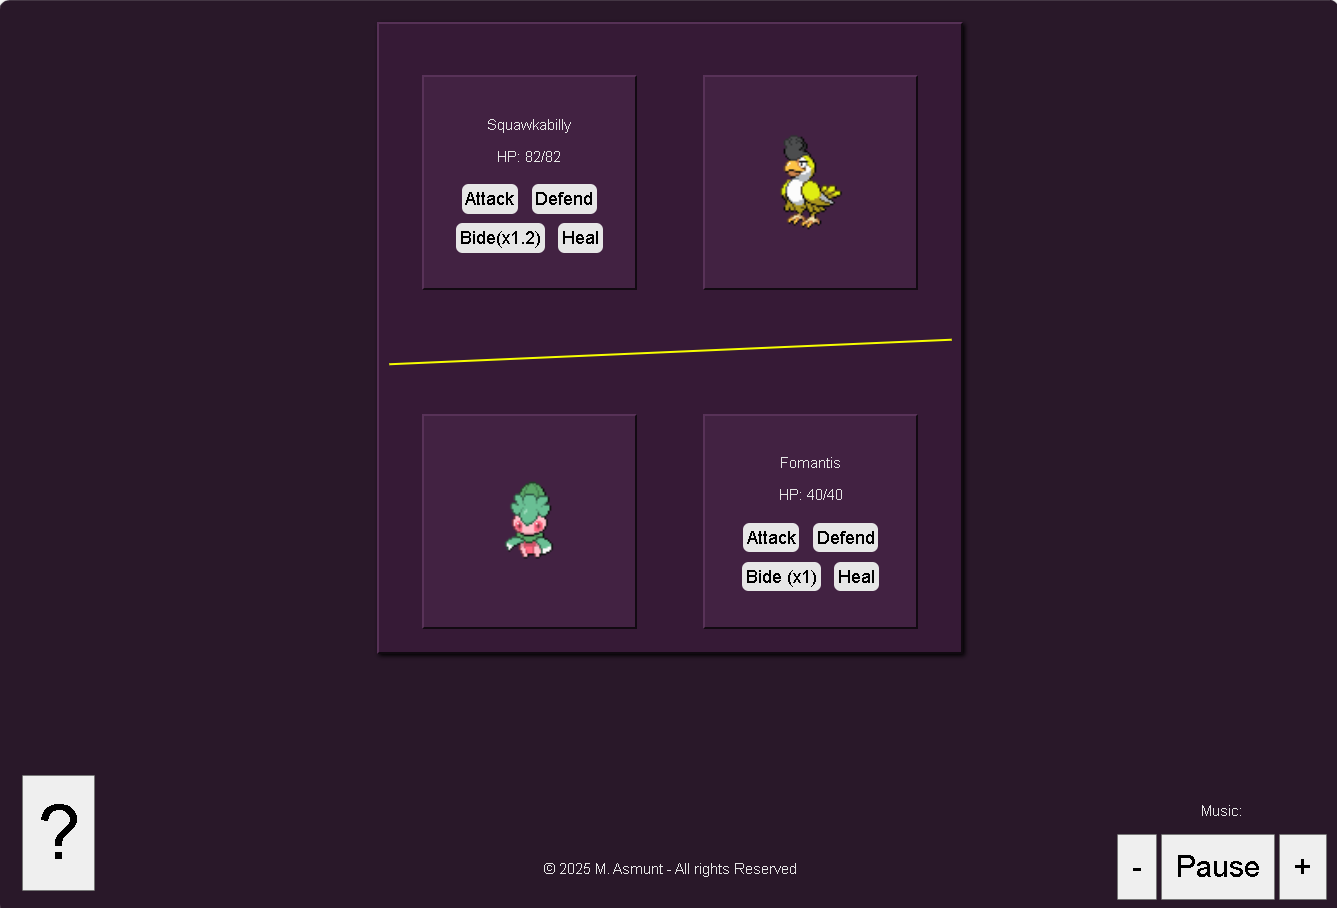 Squawkabilly
HP: 82/82
Attack Defend
Bide(x1.2) Heal
Fomantis
HP: 40/40
Attack Defend
Bide (x1) Heal
?
Music:
- Pause +
© 2025 M. Asmunt - All rights Reserved